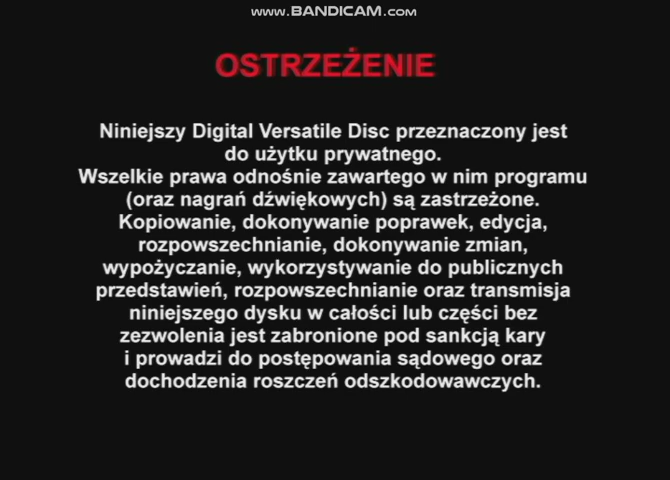 www.BANDICAM.com
OSTRZEŻENIE
Niniejszy Digital Versatile Disc przeznaczony jest
do użytku prywatnego.
Wszelkie prawa odnośnie zawartego w nim programu
(oraz nagrań dźwiękowych) są zastrzeżone.
Kopiowanie, dokonywanie poprawek, edycja,
rozpowszechnianie, dokonywanie zmian,
wypożyczanie, wykorzystywanie do publicznych
przedstawień, rozpowszechnianie oraz transmisja
niniejszego dysku w całości lub części bez
zezwolenia jest zabronione pod sankcją kary
i prowadzi do postępowania sądowego oraz
dochodzenia roszczeń odszkodowawczych.